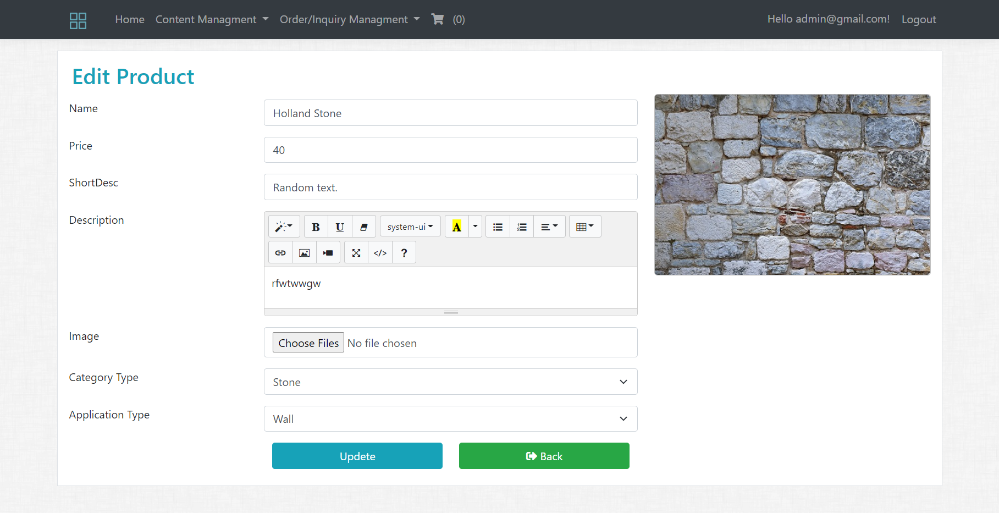 Home Content Managment Order/Inquiry Managment (0) Hello admin@gmail.com! Logout
Edit Product
Name
Holland Stone
Price
40
ShortDesc
Random text.
Description
B U system-ui A
</> ?
rfwtwwgw
Image
Choose Files No file chosen
Category Type
Stone
Application Type
Wall
Updete Back